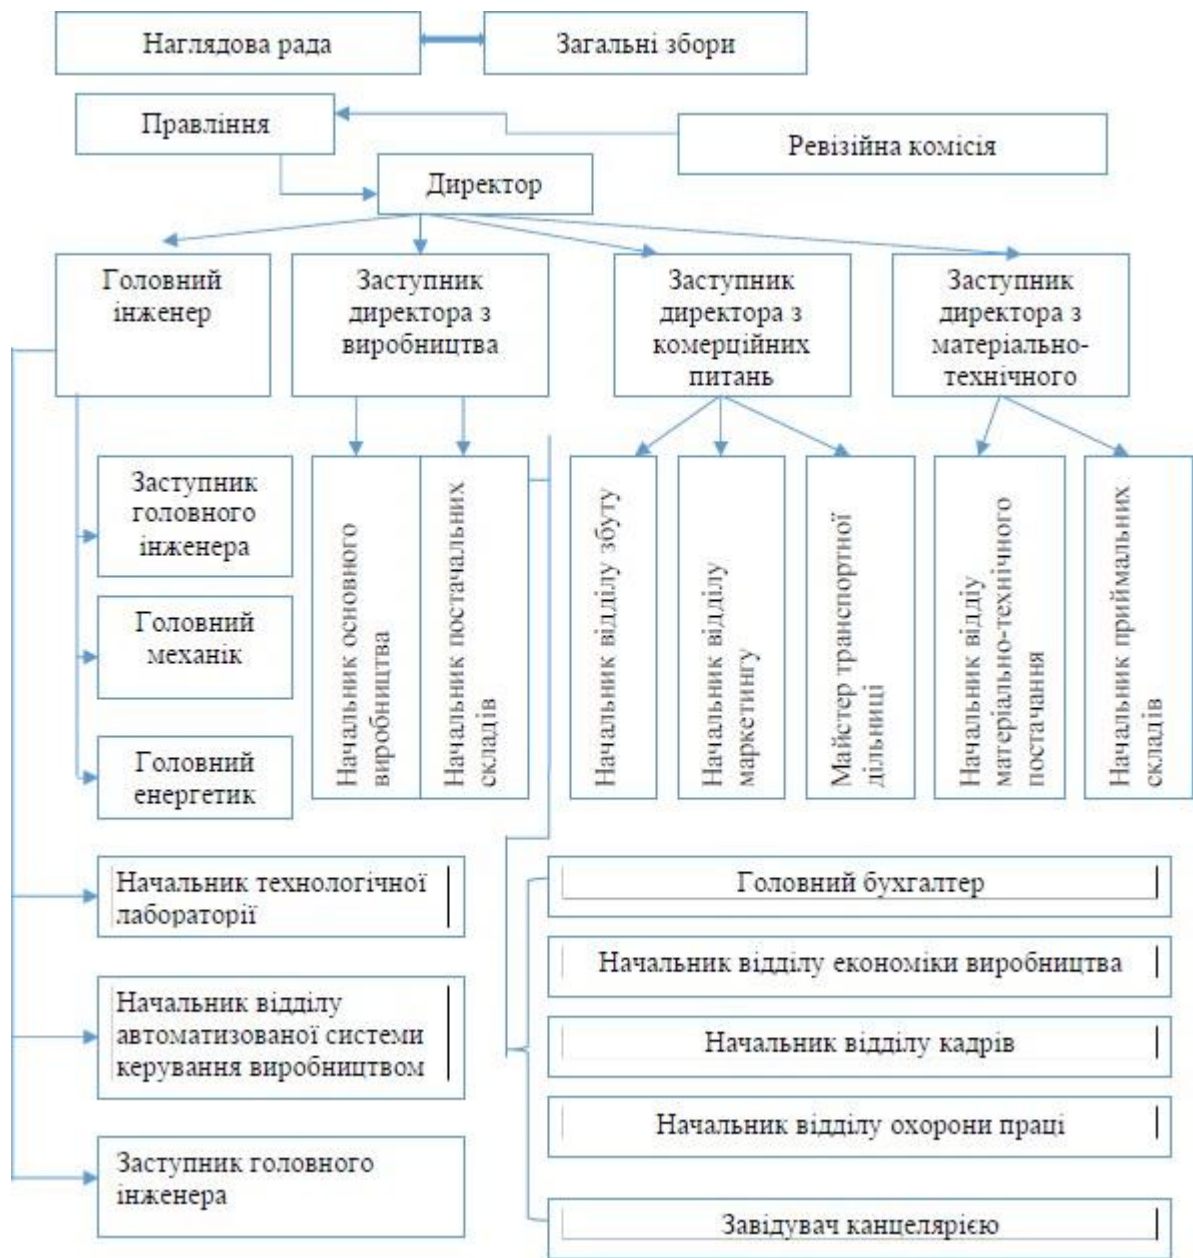 Наглядова рада
Загальні збори
Правління
Ревізійна комісія
Директор
Головний
інженер
Заступник
директора з
виробництва
Заступник
директора з
комерційних
питань
Заступник
директора з
матеріально-
технічного
Заступник
головного
інженера
Головний
механік
Головний
енергетик
Начальник основного
виробництва
Начальник постачальних
складів
Начальник відділу збуту
Начальник відділу
маркетингу
Майстер транспортної
дільниці
Начальник відділу
матеріально-технічного
постачання
Начальник приймальних
складів
Начальник технологічної
лабораторії
Начальник відділу
автоматизованої системи
керування виробництвом
Заступник головного
інженера
Головний бухгалтер
Начальник відділу економіки виробництва
Начальник відділу кадрів
Начальник відділу охорони праці
Завідувач канцелярією